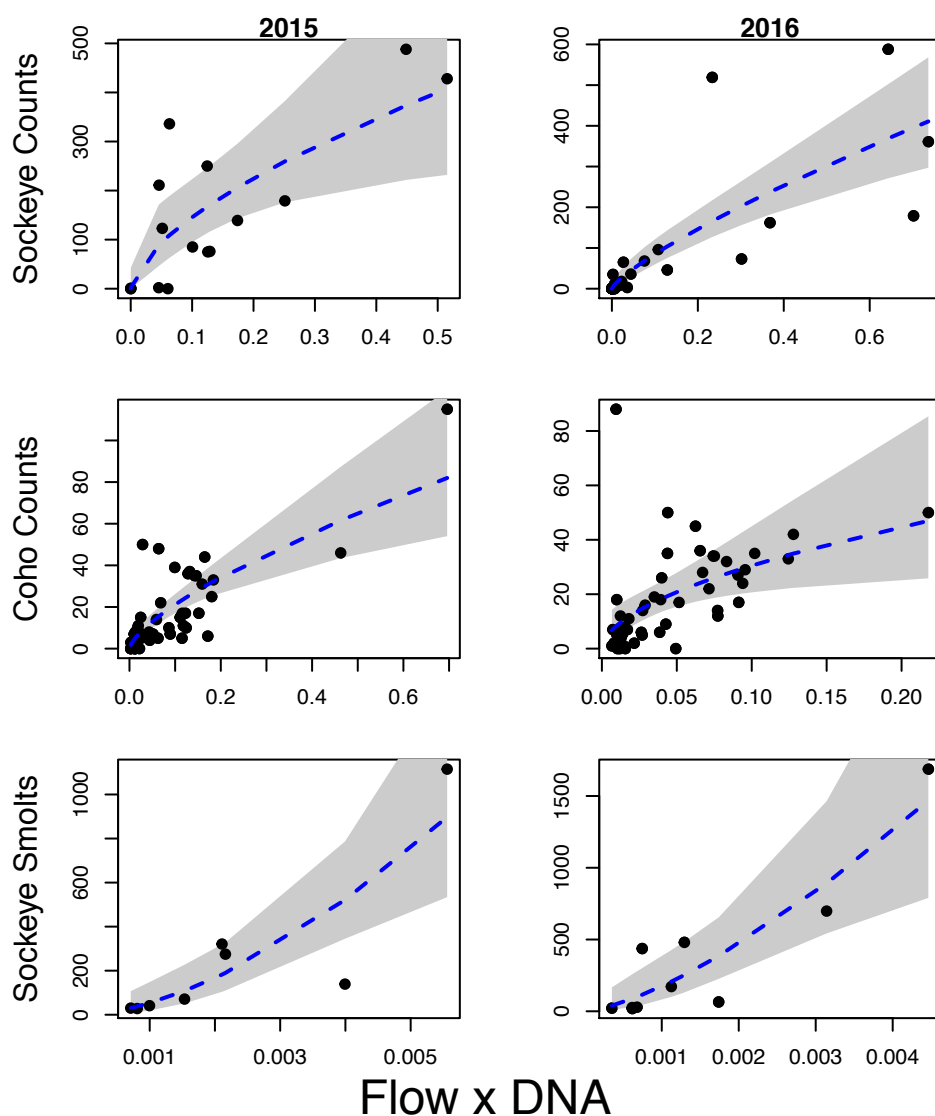 2015
2016
Sockeye Counts
0 100 300 500
0.0 0.1 0.2 0.3 0.4 0.5
0 200 400 600
0.0 0.2 0.4 0.6
Coho Counts
0 20 40 60 80
0.0 0.2 0.4 0.6
0 20 40 60 80
0.00 0.05 0.10 0.15 0.20
Sockeye Smolts
0 200 600 1000
0.001 0.003 0.005
0 500 1000 1500
0.001 0.002 0.003 0.004
Flow x DNA